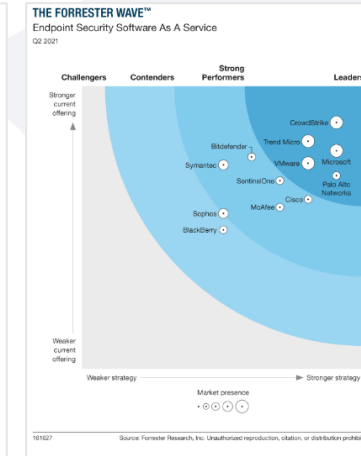 THE FORRESTER WAVE™
Endpoint Security Software As A Service
Q2 2021
Challengers
Contenders
Strong
Performers
Leaders
Stronger
current
offering
CrowdStrike
Trend Micro
Bitdefender
Microsoft
VMware
Symantec
Palo Alto
Networks
SentinelOne
Cisco
McAfee
Sophos
BlackBerry
Weaker
current
offering
Weaker strategy
Stronger strategy
Market presence
161627
Source: Forrester Research, Inc. Unauthorized reproduction, citation, or distribution prohib